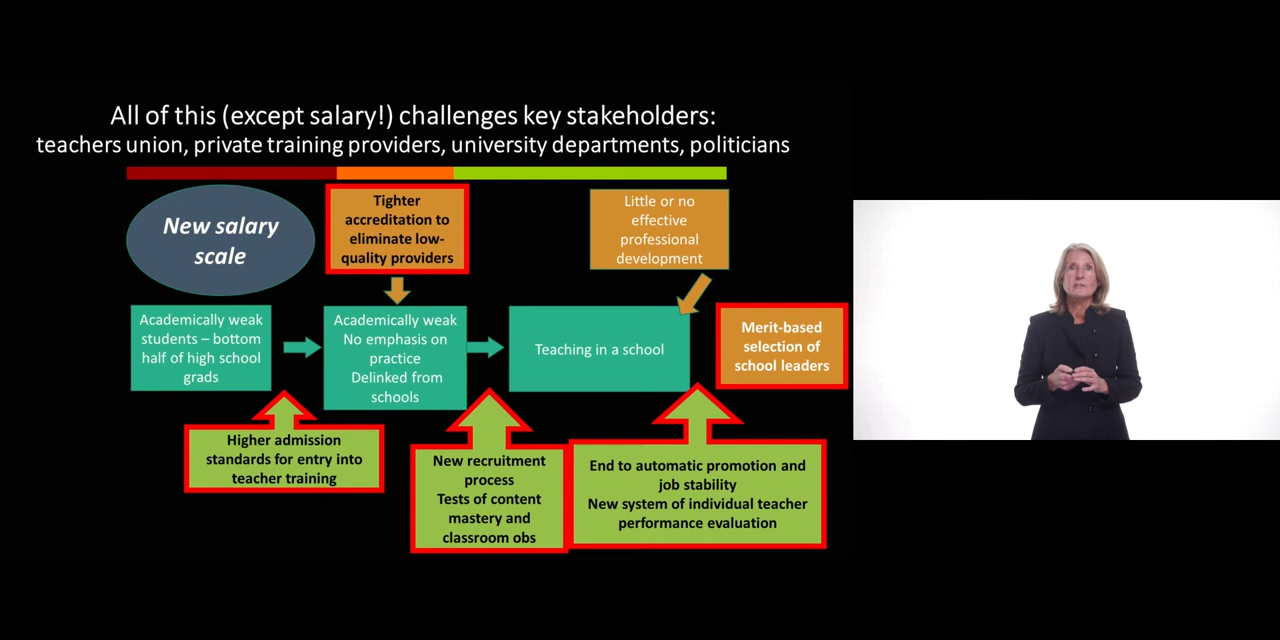 All of this (except salary!) challenges key stakeholders:
teachers union, private training providers, university departments, politicians
New salary
scale
Tighter
accreditation to
eliminate low-
quality providers
Little or no
effective
professional
development
Academically weak
students – bottom
half of high school
grads
Academically weak
No emphasis on
practice
Delinked from
schools
Teaching in a school
Merit-based
selection of
school leaders
Higher admission
standards for entry into
teacher training
New recruitment
process
Tests of content
mastery and
classroom obs
End to automatic promotion and
job stability
New system of individual teacher
performance evaluation